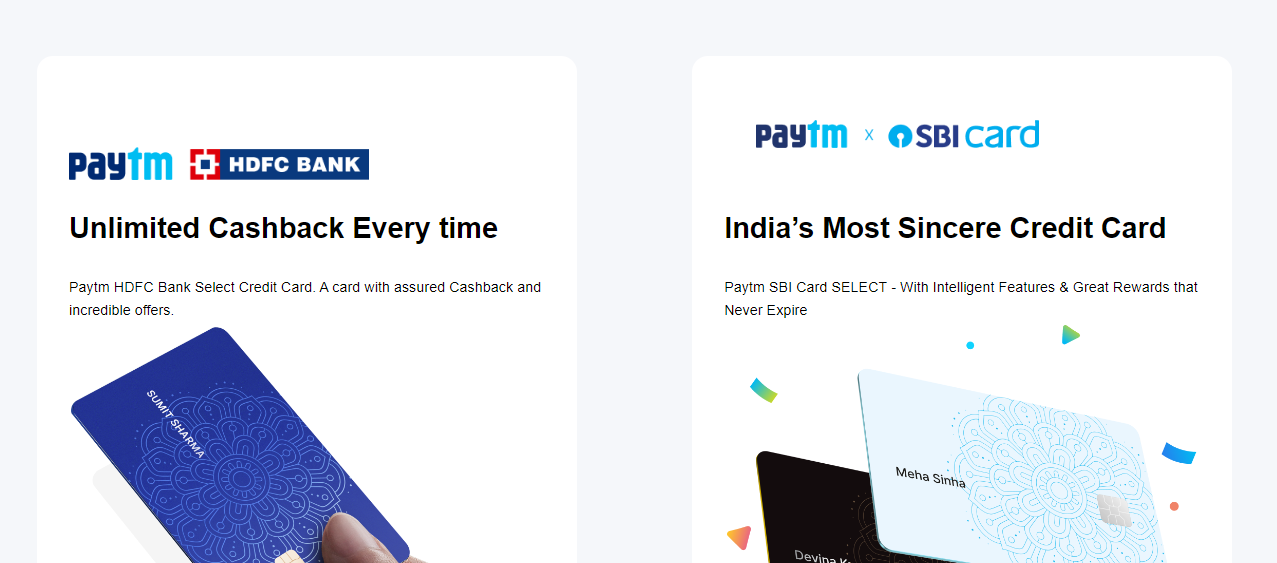 paytm HDFC BANK
Unlimited Cashback Every time
Paytm HDFC Bank Select Credit Card. A card with assured Cashback and
incredible offers.
SUMIT SHARMA
paytm x SBI card
India’s Most Sincere Credit Card
Paytm SBI Card SELECT - With Intelligent Features & Great Rewards that
Never Expire
Meha Sinha
Devina